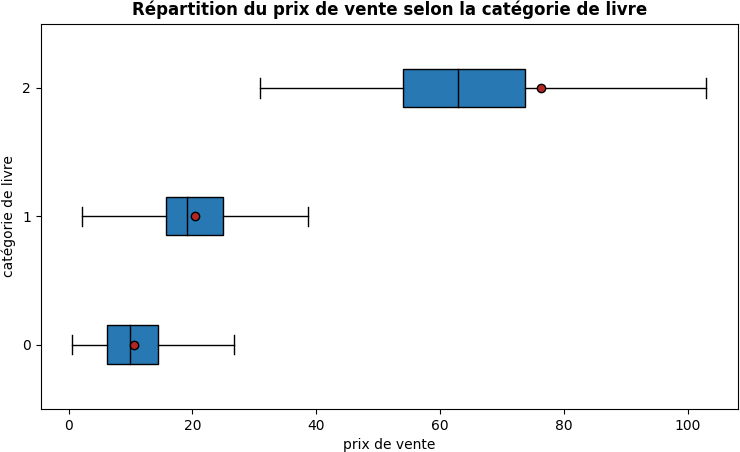 Répartition du prix de vente selon la catégorie de livre
catégorie de livre
2
1
0
0 20 40 60 80 100
prix de vente